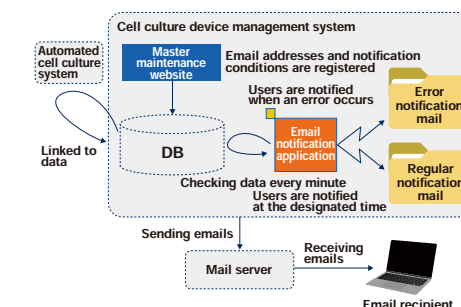 Cell culture device management system
Automated
cell culture
system
Master
maintenance
website
Email addresses and notification
conditions are registered
Users are notified
when an error occurs
Error
notification
mail
Linked to
data
DB
Email
notification
application
Regular
notification
mail
Checking data every minute
Users are notified
at the designated time
Sending emails
Mail server
Receiving
emails
Email recipient